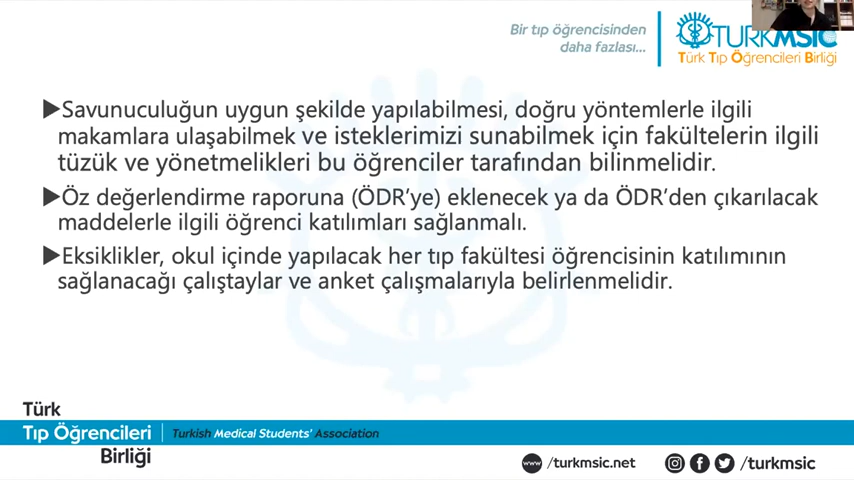 Bir tıp öğrencisinden
daha fazlası...
TURKMSIC
Türk Tıp Öğrencileri Birliği
▶Savunuculuğun uygun şekilde yapılabilmesi, doğru yöntemlerle ilgili
makamlara ulaşabilmek ve isteklerimizi sunabilmek için fakültelerin ilgili
tüzük ve yönetmelikleri bu öğrenciler tarafından bilinmelidir.
▶Öz değerlendirme raporuna (ÖDR’ye) eklenecek ya da ÖDR’den çıkarılacak
maddelerle ilgili öğrenci katılımları sağlanmalı.
▶Eksiklikler, okul içinde yapılacak her tıp fakültesi öğrencisinin katılımının
sağlanacağı çalıştaylar ve anket çalışmalarıyla belirlenmelidir.
Türk
Tıp Öğrencileri
Birliği
Turkish Medical Students' Association
www /turkmsic.net
/turkmsic